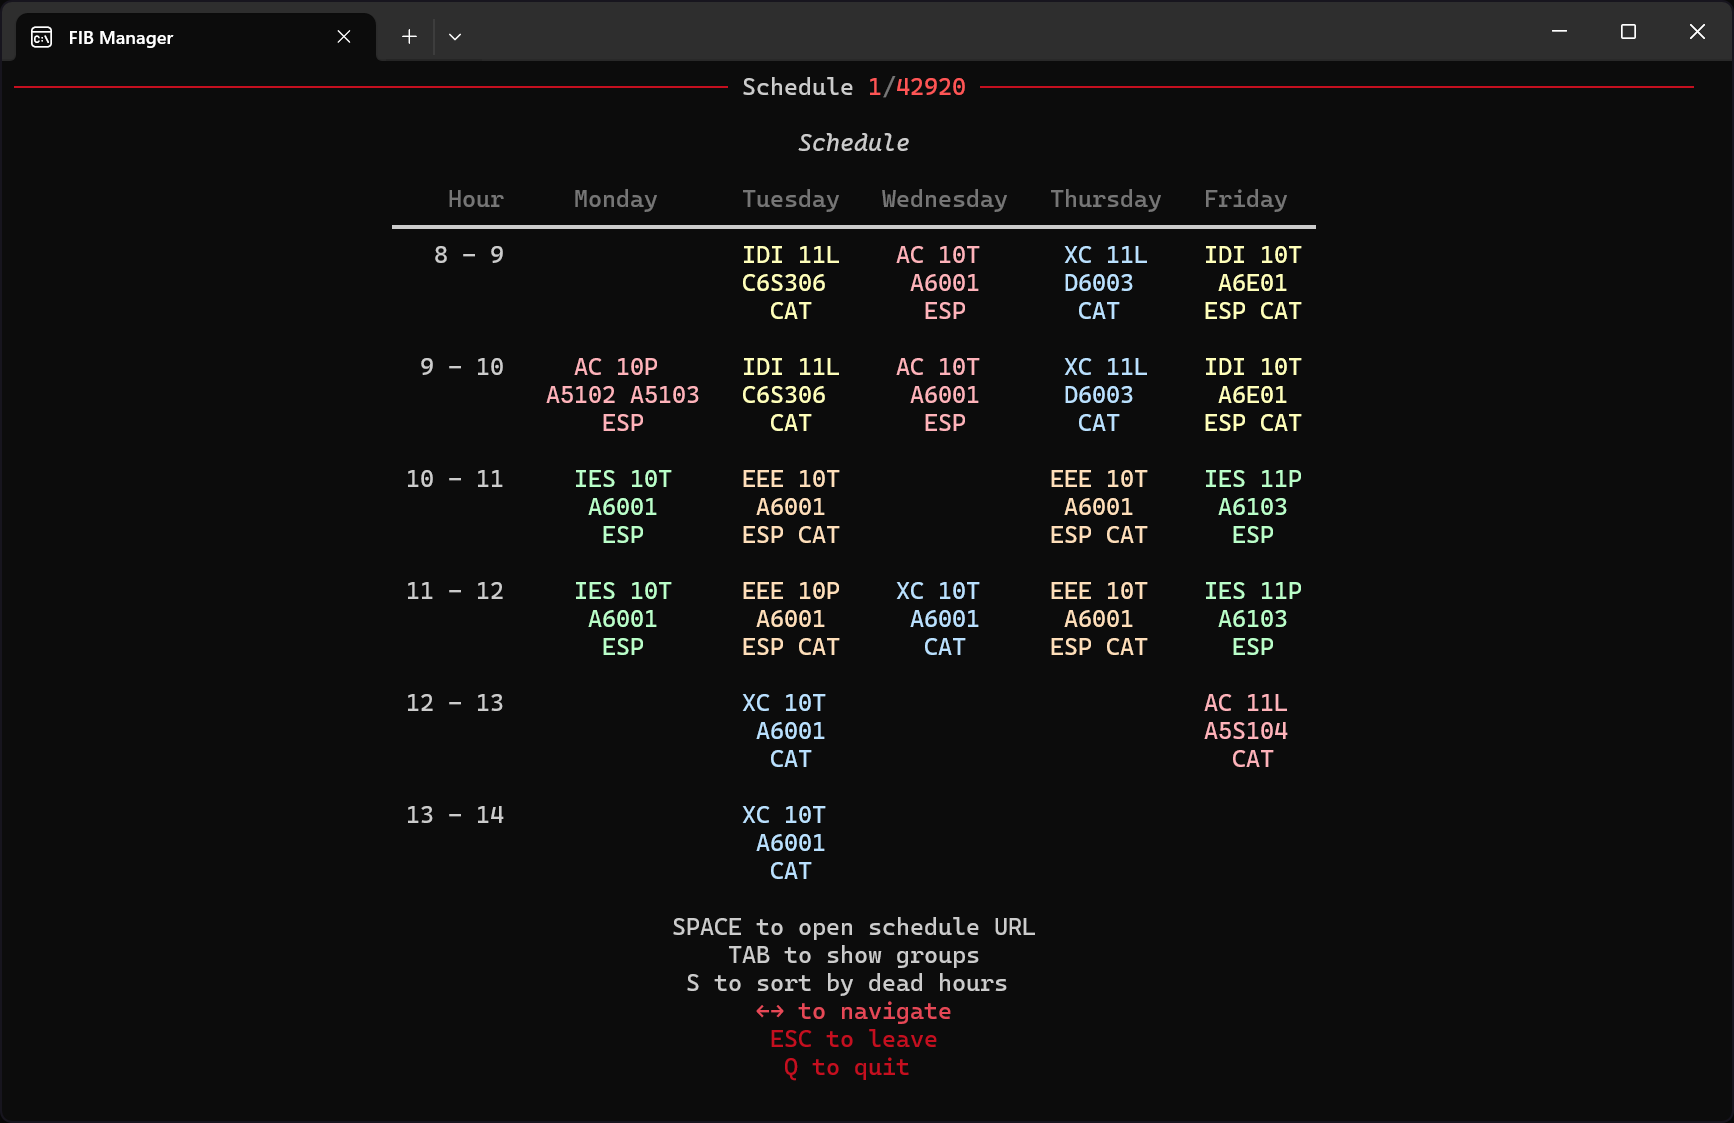 FIB Manager
Schedule 1/42920
Schedule
Hour Monday Tuesday Wednesday Thursday Friday
8 - 9 IDI 11L AC 10T XC 11L IDI 10T
C6S306 A6001 D6003 A6E01
CAT ESP CAT ESP CAT
9 - 10 AC 10P IDI 11L AC 10T XC 11L IDI 10T
A5102 A5103 C6S306 A6001 D6003 A6E01
ESP CAT ESP CAT ESP CAT
10 - 11 IES 10T EEE 10T EEE 10T IES 11P
A6001 A6001 A6001 A6103
ESP ESP CAT ESP CAT ESP
11 - 12 IES 10T EEE 10P XC 10T EEE 10T IES 11P
A6001 A6001 A6001 A6001 A6103
ESP ESP CAT CAT ESP CAT ESP
12 - 13 XC 10T AC 11L
A6001 A5S104
CAT CAT
13 - 14 XC 10T
A6001
CAT
SPACE to open schedule URL
TAB to show groups
S to sort by dead hours
←→ to navigate
ESC to leave
Q to quit